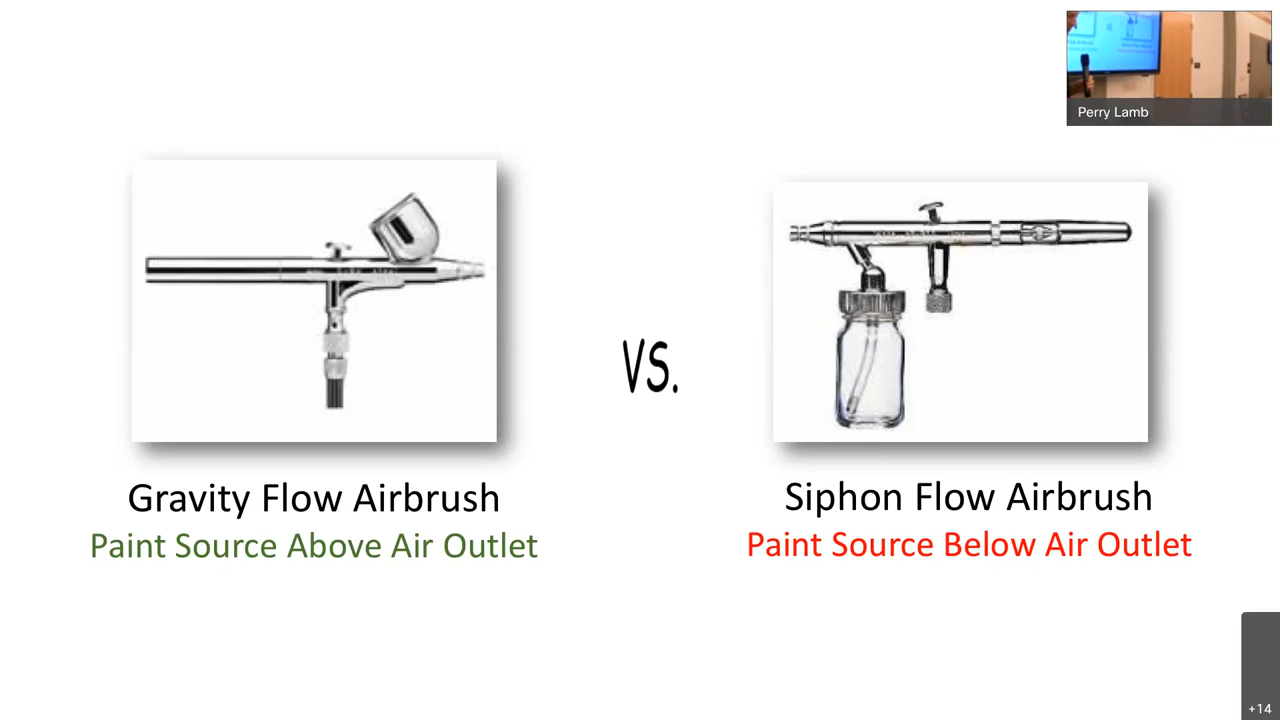 Perry Lamb
VS.
Gravity Flow Airbrush
Paint Source Above Air Outlet
Siphon Flow Airbrush
Paint Source Below Air Outlet
+14